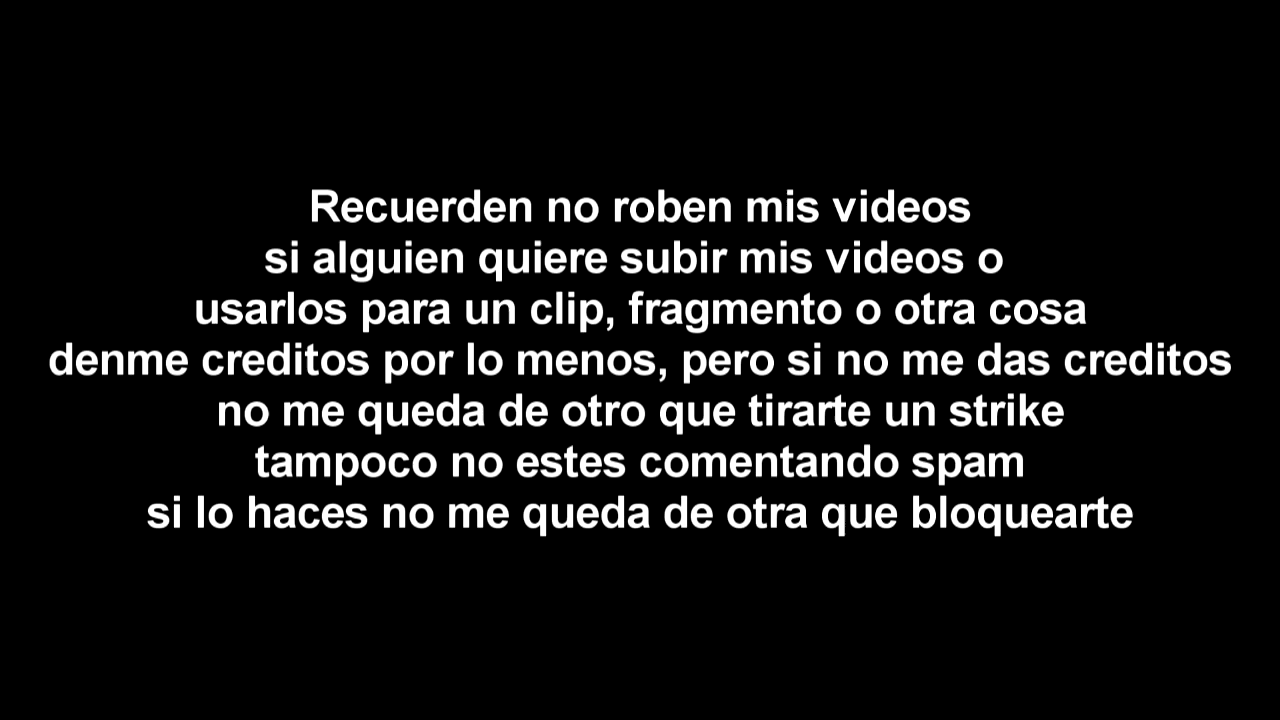 Recuerden no roben mis videos
si alguien quiere subir mis videos o
usarlos para un clip, fragmento o otra cosa
denme creditos por lo menos, pero si no me das creditos
no me queda de otro que tirarte un strike
tampoco no estes comentando spam
si lo haces no me queda de otra que bloquearte